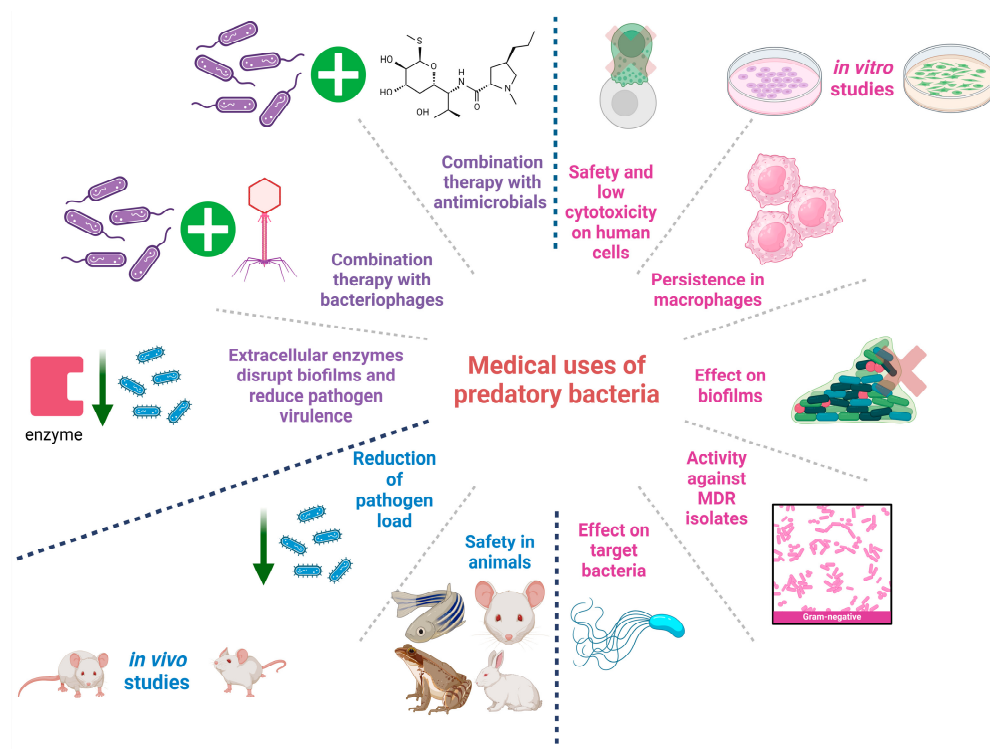 S
HO
O
H
N
HO
O
N
OH
in vitro
studies
Combination
therapy with
antimicrobials
Safety and
low
cytotoxicity
on human
cells
Combination
therapy with
bacteriophages
Persistence in
macrophages
Extracellular enzymes
disrupt biofilms and
reduce pathogen
virulence
enzyme
Medical uses of
predatory bacteria
Effect on
biofilms
Reduction
of
pathogen
load
Activity
against
MDR
isolates
Safety in
animals
Effect on
target
bacteria
Gram-negative
in vivo
studies